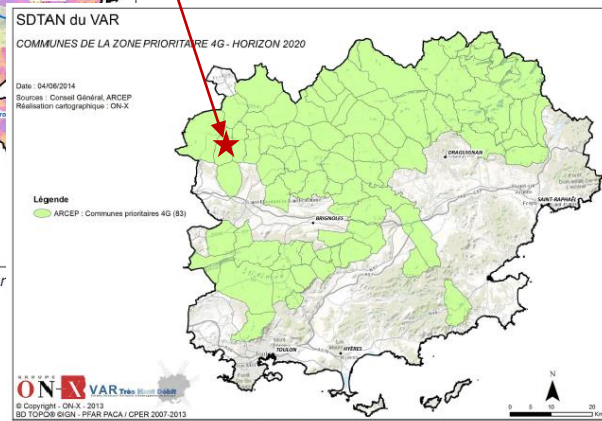 SDTAN du VAR
COMMUNES DE LA ZONE PRIORITAIRE 4G - HORIZON 2020
Date : 04/06/2014
Sources : Conseil Général, ARCEP
Réalisation cartographique : ON-X
Légende
ARCEP : Communes prioritaires 4G (83)
DRAGUIGNAN
SAINT-RAPHAËL
BRIGNOLES
TOULON
HYÈRES
GROUPE
ON-X VAR Très Haut Débit
© Copyright - ON-X - 2013
BD TOPO® ©IGN - PFAR PACA / CPER 2007-2013
N
0 5 10 20
Km